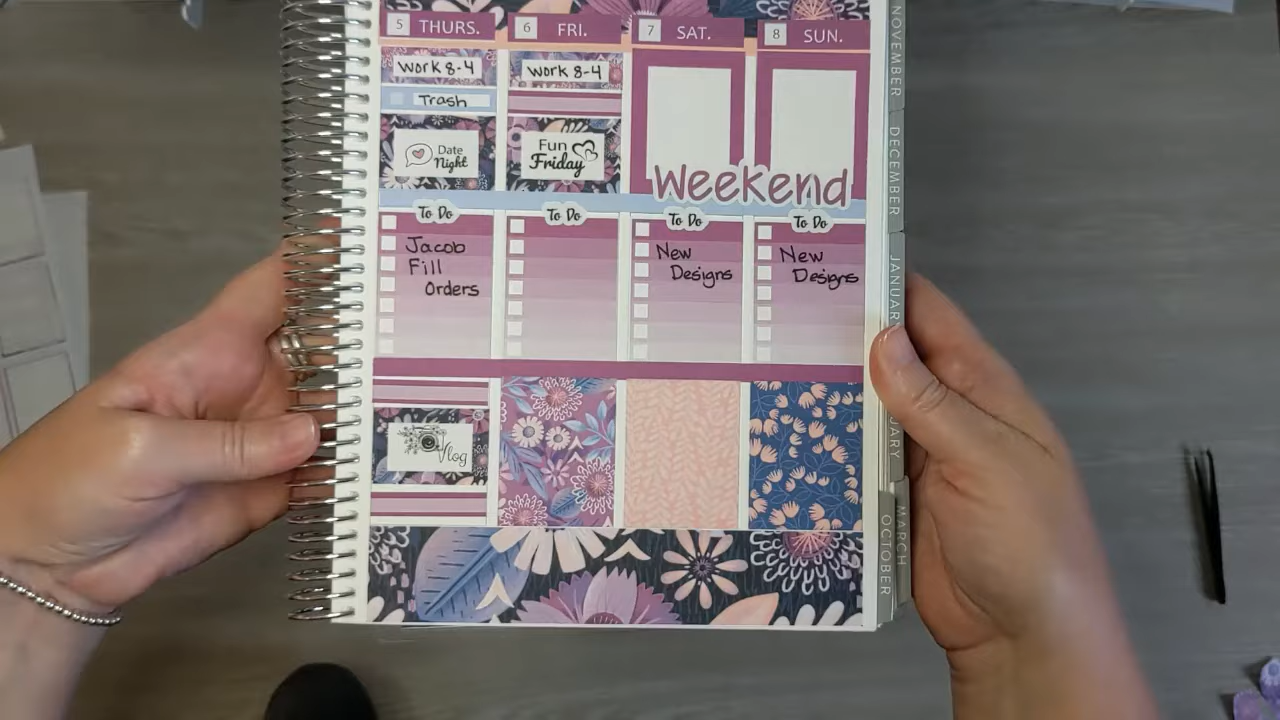 5 THURS.
6 FRI.
7 SAT.
8 SUN.
Work 8-4
Trash
Date
Night
Work 8-4
Fun
Friday
Weekend
To Do
Jacob
Fill
Orders
To Do
To Do
New
Designs
To Do
New
Designs
Vlog
NOVEMBER
DECEMBER
JANUAR
ARY
MARCH
OCTOBER